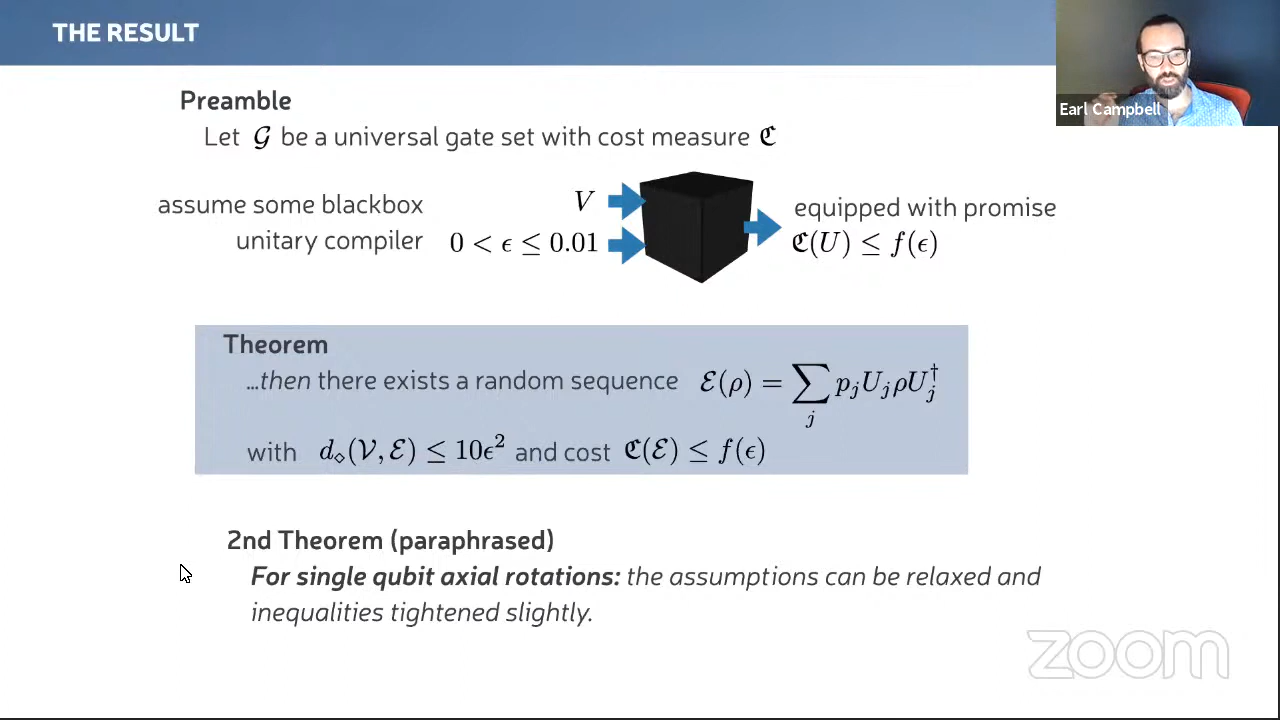 THE RESULT
Earl Campbell
Preamble
Let 𝒢 be a universal gate set with cost measure ℭ
assume some blackbox
unitary compiler
V
0 < ϵ ≤ 0.01
equipped with promise
ℭ(U) ≤ f(ϵ)
Theorem
...then there exists a random sequence ℰ(ρ) = ∑_j p_j U_j ρ U_j^†
with d_⋄(𝒱, ℰ) ≤ 10ϵ² and cost ℭ(ℰ) ≤ f(ϵ)
2nd Theorem (paraphrased)
For single qubit axial rotations: the assumptions can be relaxed and
inequalities tightened slightly.
zoom